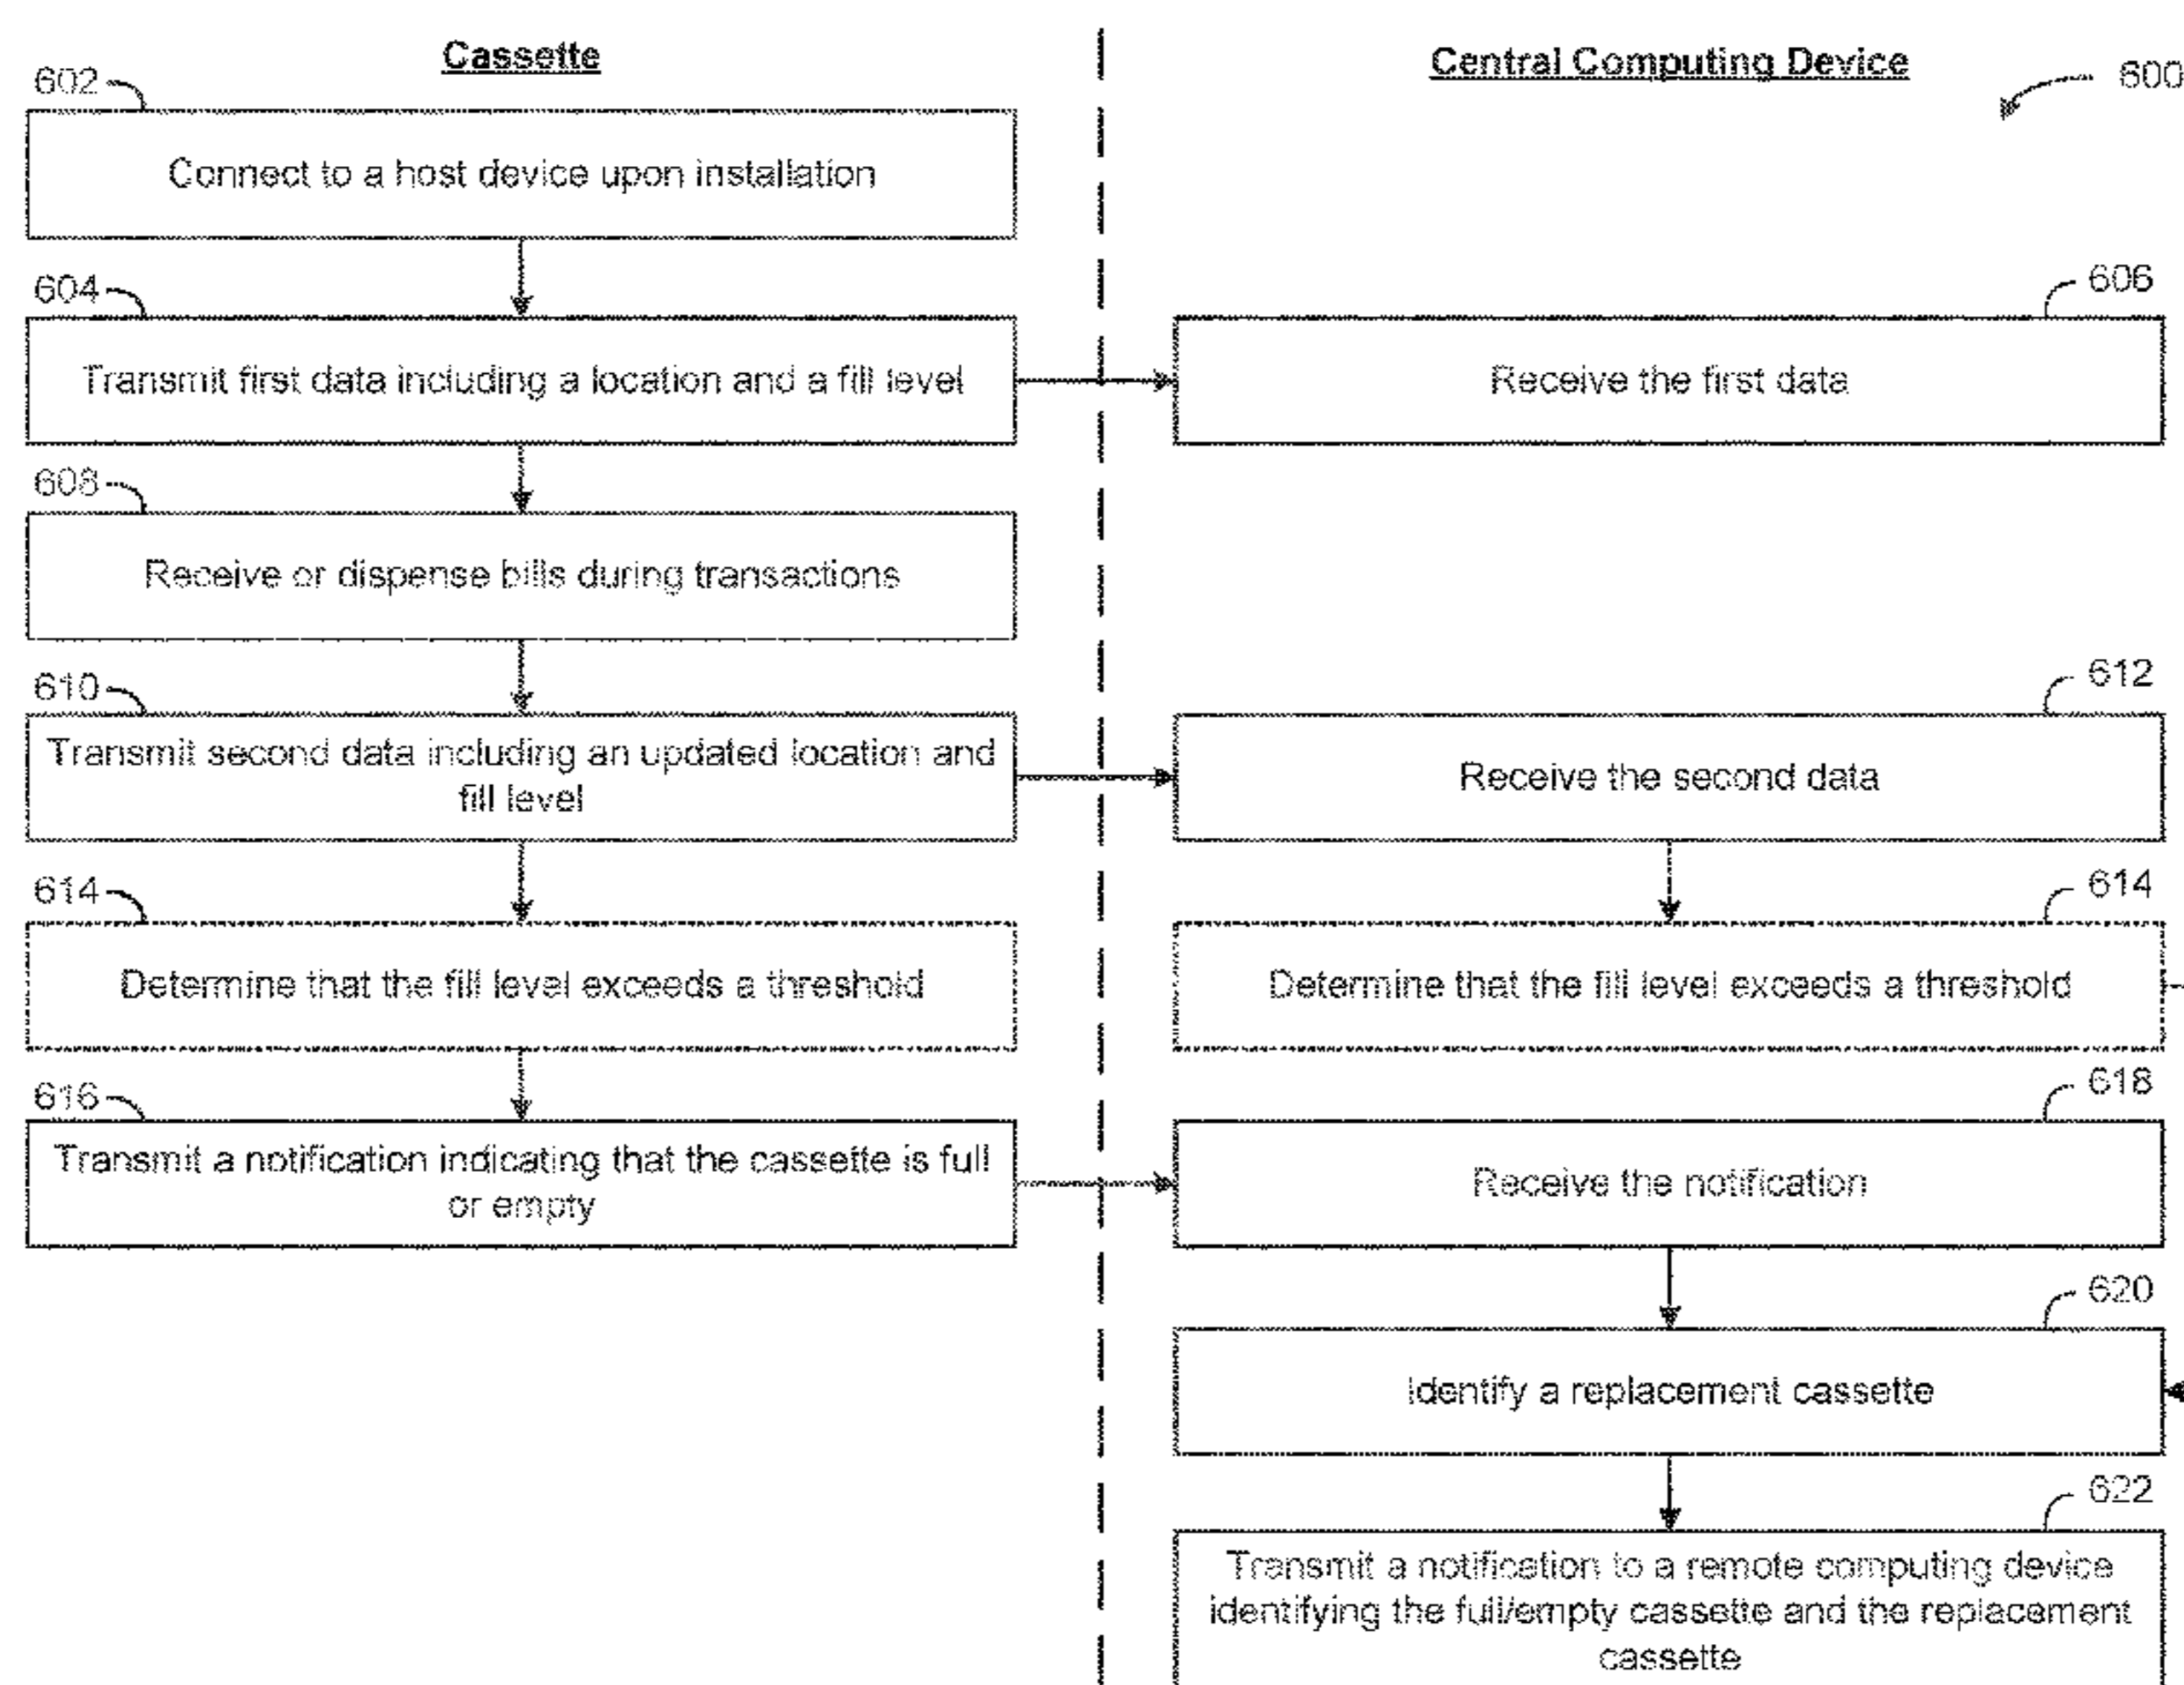 Cassette
Central Computing Device
600
602
Connect to a host device upon installation
604
Transmit first data including a location and a fill level
606
Receive the first data
608
Receive or dispense bills during transactions
610
Transmit second data including an updated location and
fill level
612
Receive the second data
614
Determine that the fill level exceeds a threshold
614
Determine that the fill level exceeds a threshold
616
Transmit a notification indicating that the cassette is full
or empty
618
Receive the notification
620
Identify a replacement cassette
622
Transmit a notification to a remote computing device
identifying the full/empty cassette and the replacement
cassette